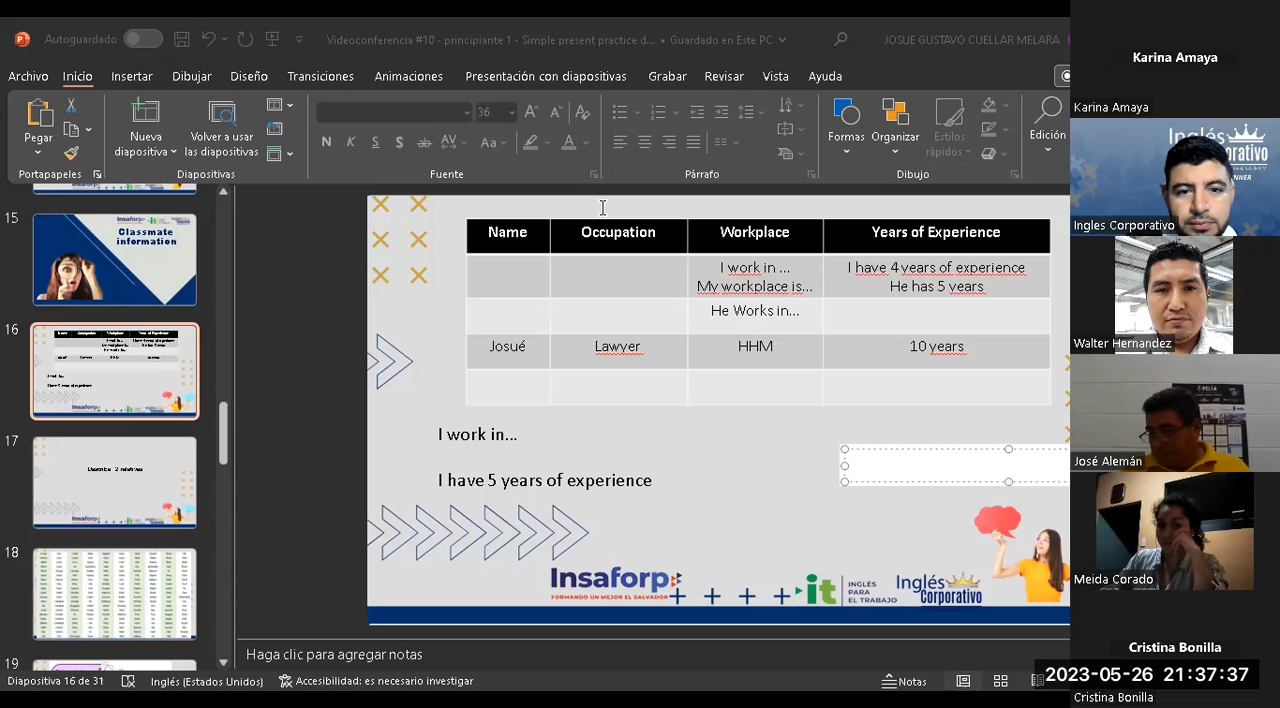 Autoguardado
Videoconferencia #10 - principiante 1 - Simple present practice d... • Guardado en Este PC
JOSUE GUSTAVO CUELLAR MELARA
Archivo Inicio Insertar Dibujar Diseño Transiciones Animaciones Presentación con diapositivas Grabar Revisar Vista Ayuda
Pegar
Nueva diapositiva
Volver a usar las diapositivas
36
N K S S ab AV Aa A
Formas
Organizar
Estilos rápidos
Edición
Portapapeles
Diapositivas
Fuente
Párrafo
Dibujo
15
Insaforp
Classmate
information
16
17
Describe 2 relatives
18
19
Name Occupation Workplace Years of Experience
I work in ... I have 4 years of experience
My workplace is... He has 5 years
He Works in...
Josué Lawyer HHM 10 years
I work in...
I have 5 years of experience
Insaforp
FORMANDO UN MEJOR EL SALVADOR
it
INGLÉS
PARA
EL TRABAJO
Inglés
Corporativo
Haga clic para agregar notas
Diapositiva 16 de 31
Inglés (Estados Unidos)
Accesibilidad: es necesario investigar
Notas
Karina Amaya
Karina Amaya
Ingles Corporativo
Walter Hernandez
José Alemán
Meida Corado
Cristina Bonilla
2023-05-26 21:37:37
Cristina Bonilla